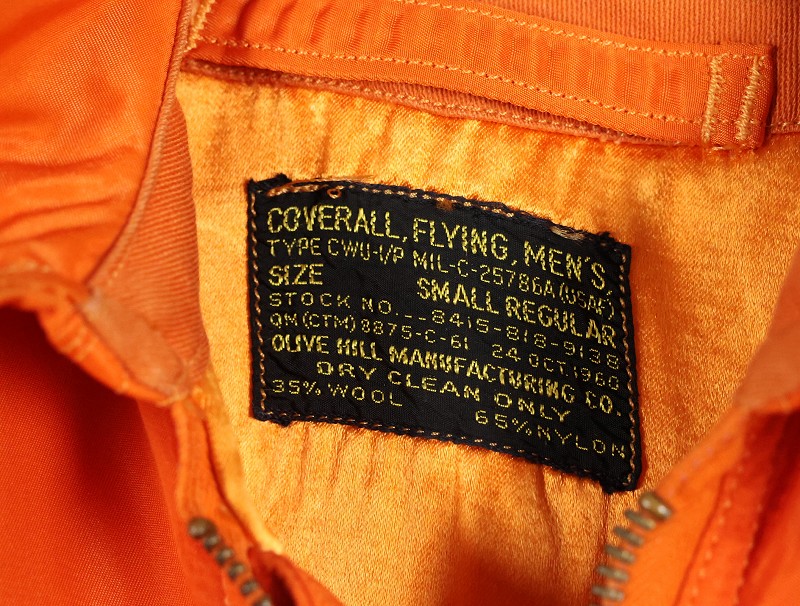 COVERALL, FLYING, MEN'S,
TYPE CWU-1/P MIL-C-25786A (USAF)
SIZE SMALL REGULAR
STOCK NO.---8415-818-9138
QM (CTM) 8875-C-61 24 OCT. 1960
OLIVE HILL MANUFACTURING CO.
DRY CLEAN ONLY
35% WOOL 65% NYLON